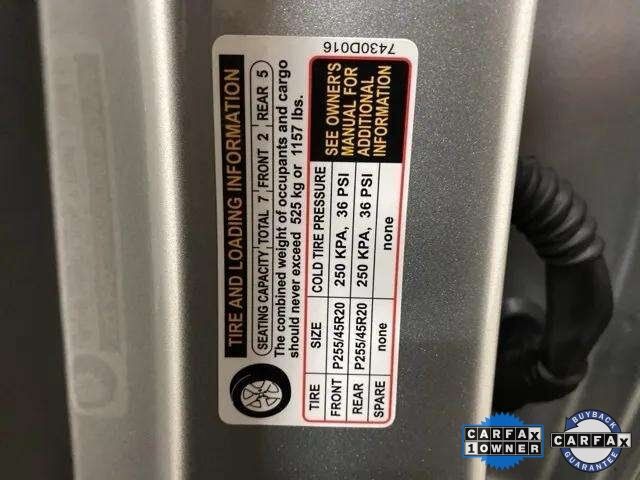 7430D016
TIRE AND LOADING INFORMATION
SEATING CAPACITY TOTAL 7 FRONT 2 REAR 5
The combined weight of occupants and cargo
should never exceed 525 kg or 1157 lbs.
TIRE SIZE COLD TIRE PRESSURE
FRONT P255/45R20 250 KPA, 36 PSI
REAR P255/45R20 250 KPA, 36 PSI
SPARE none none
SEE OWNER'S
MANUAL FOR
ADDITIONAL
INFORMATION
CARFAX
1 OWNER
BUYBACK
CARFAX
GUARANTEE